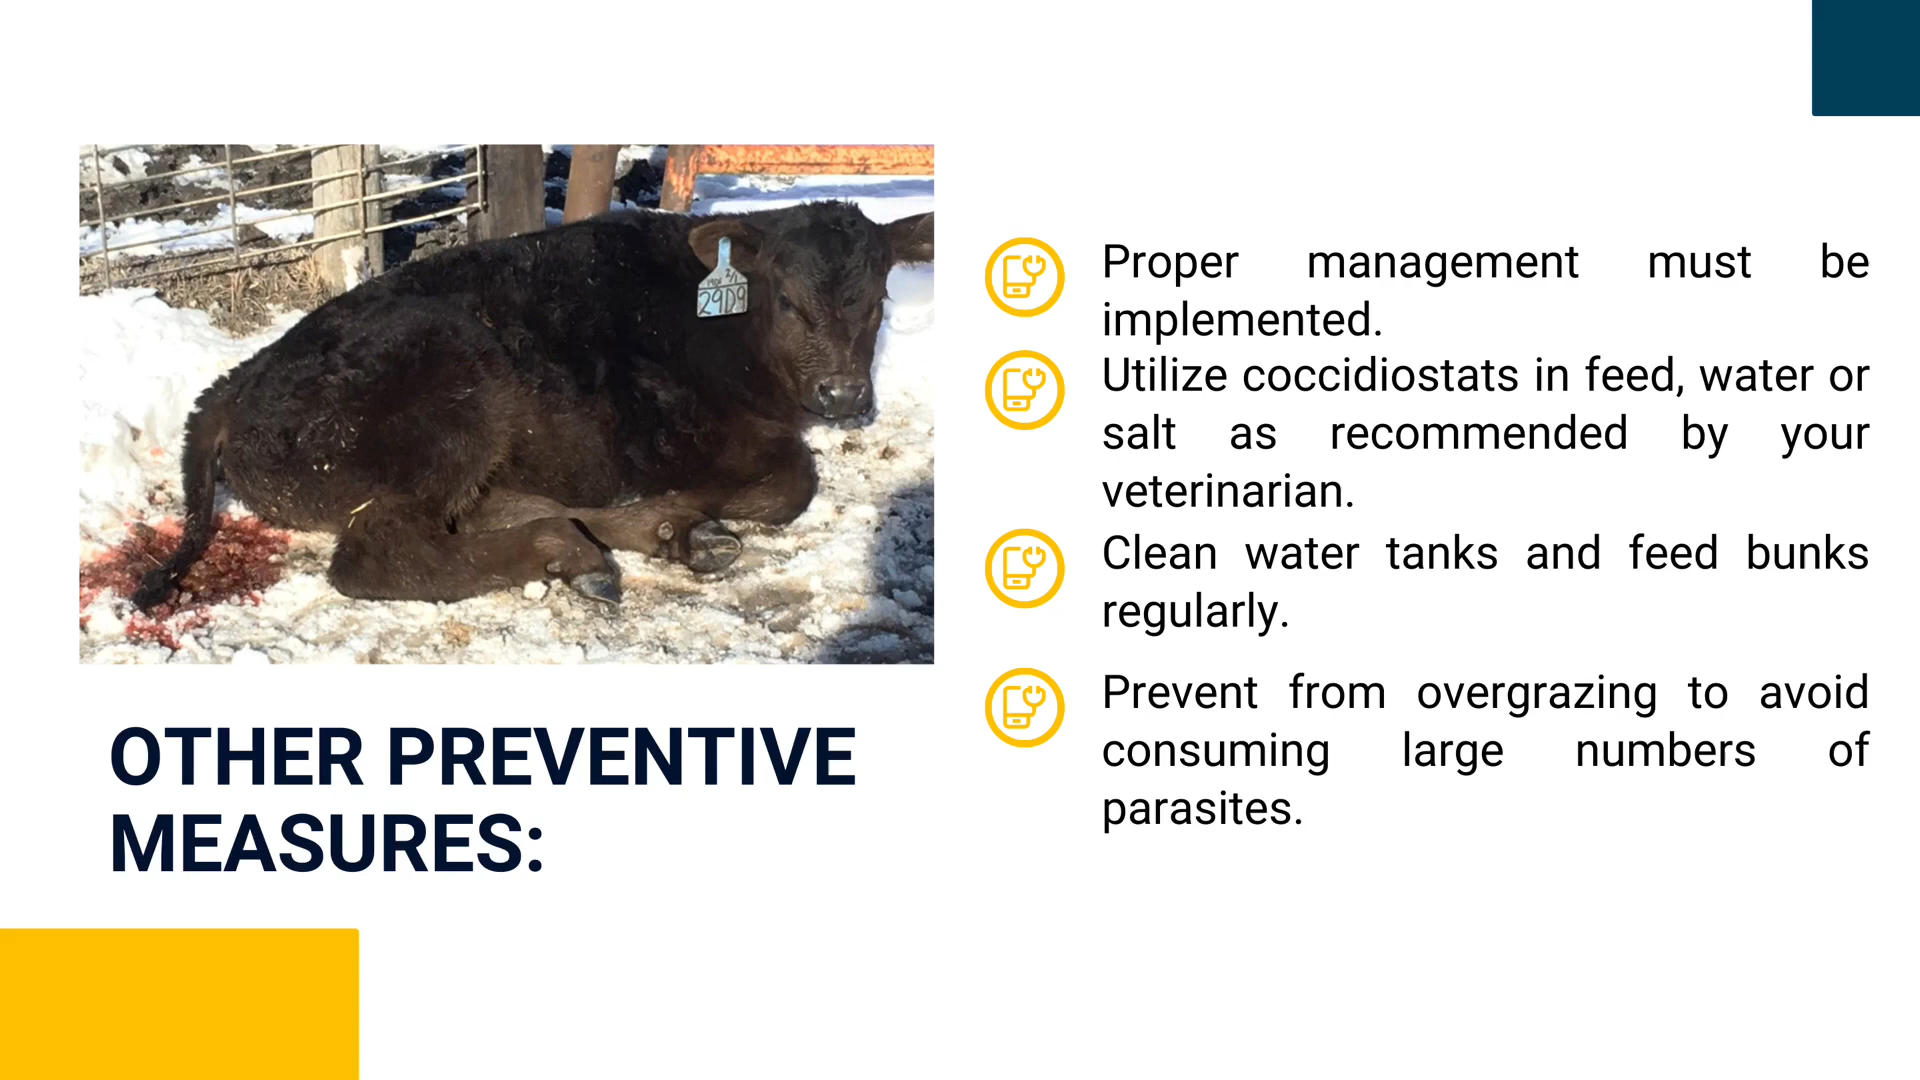 29D9
OTHER PREVENTIVE
MEASURES:
Proper management must be
implemented.
Utilize coccidiostats in feed, water or
salt as recommended by your
veterinarian.
Clean water tanks and feed bunks
regularly.
Prevent from overgrazing to avoid
consuming large numbers of
parasites.